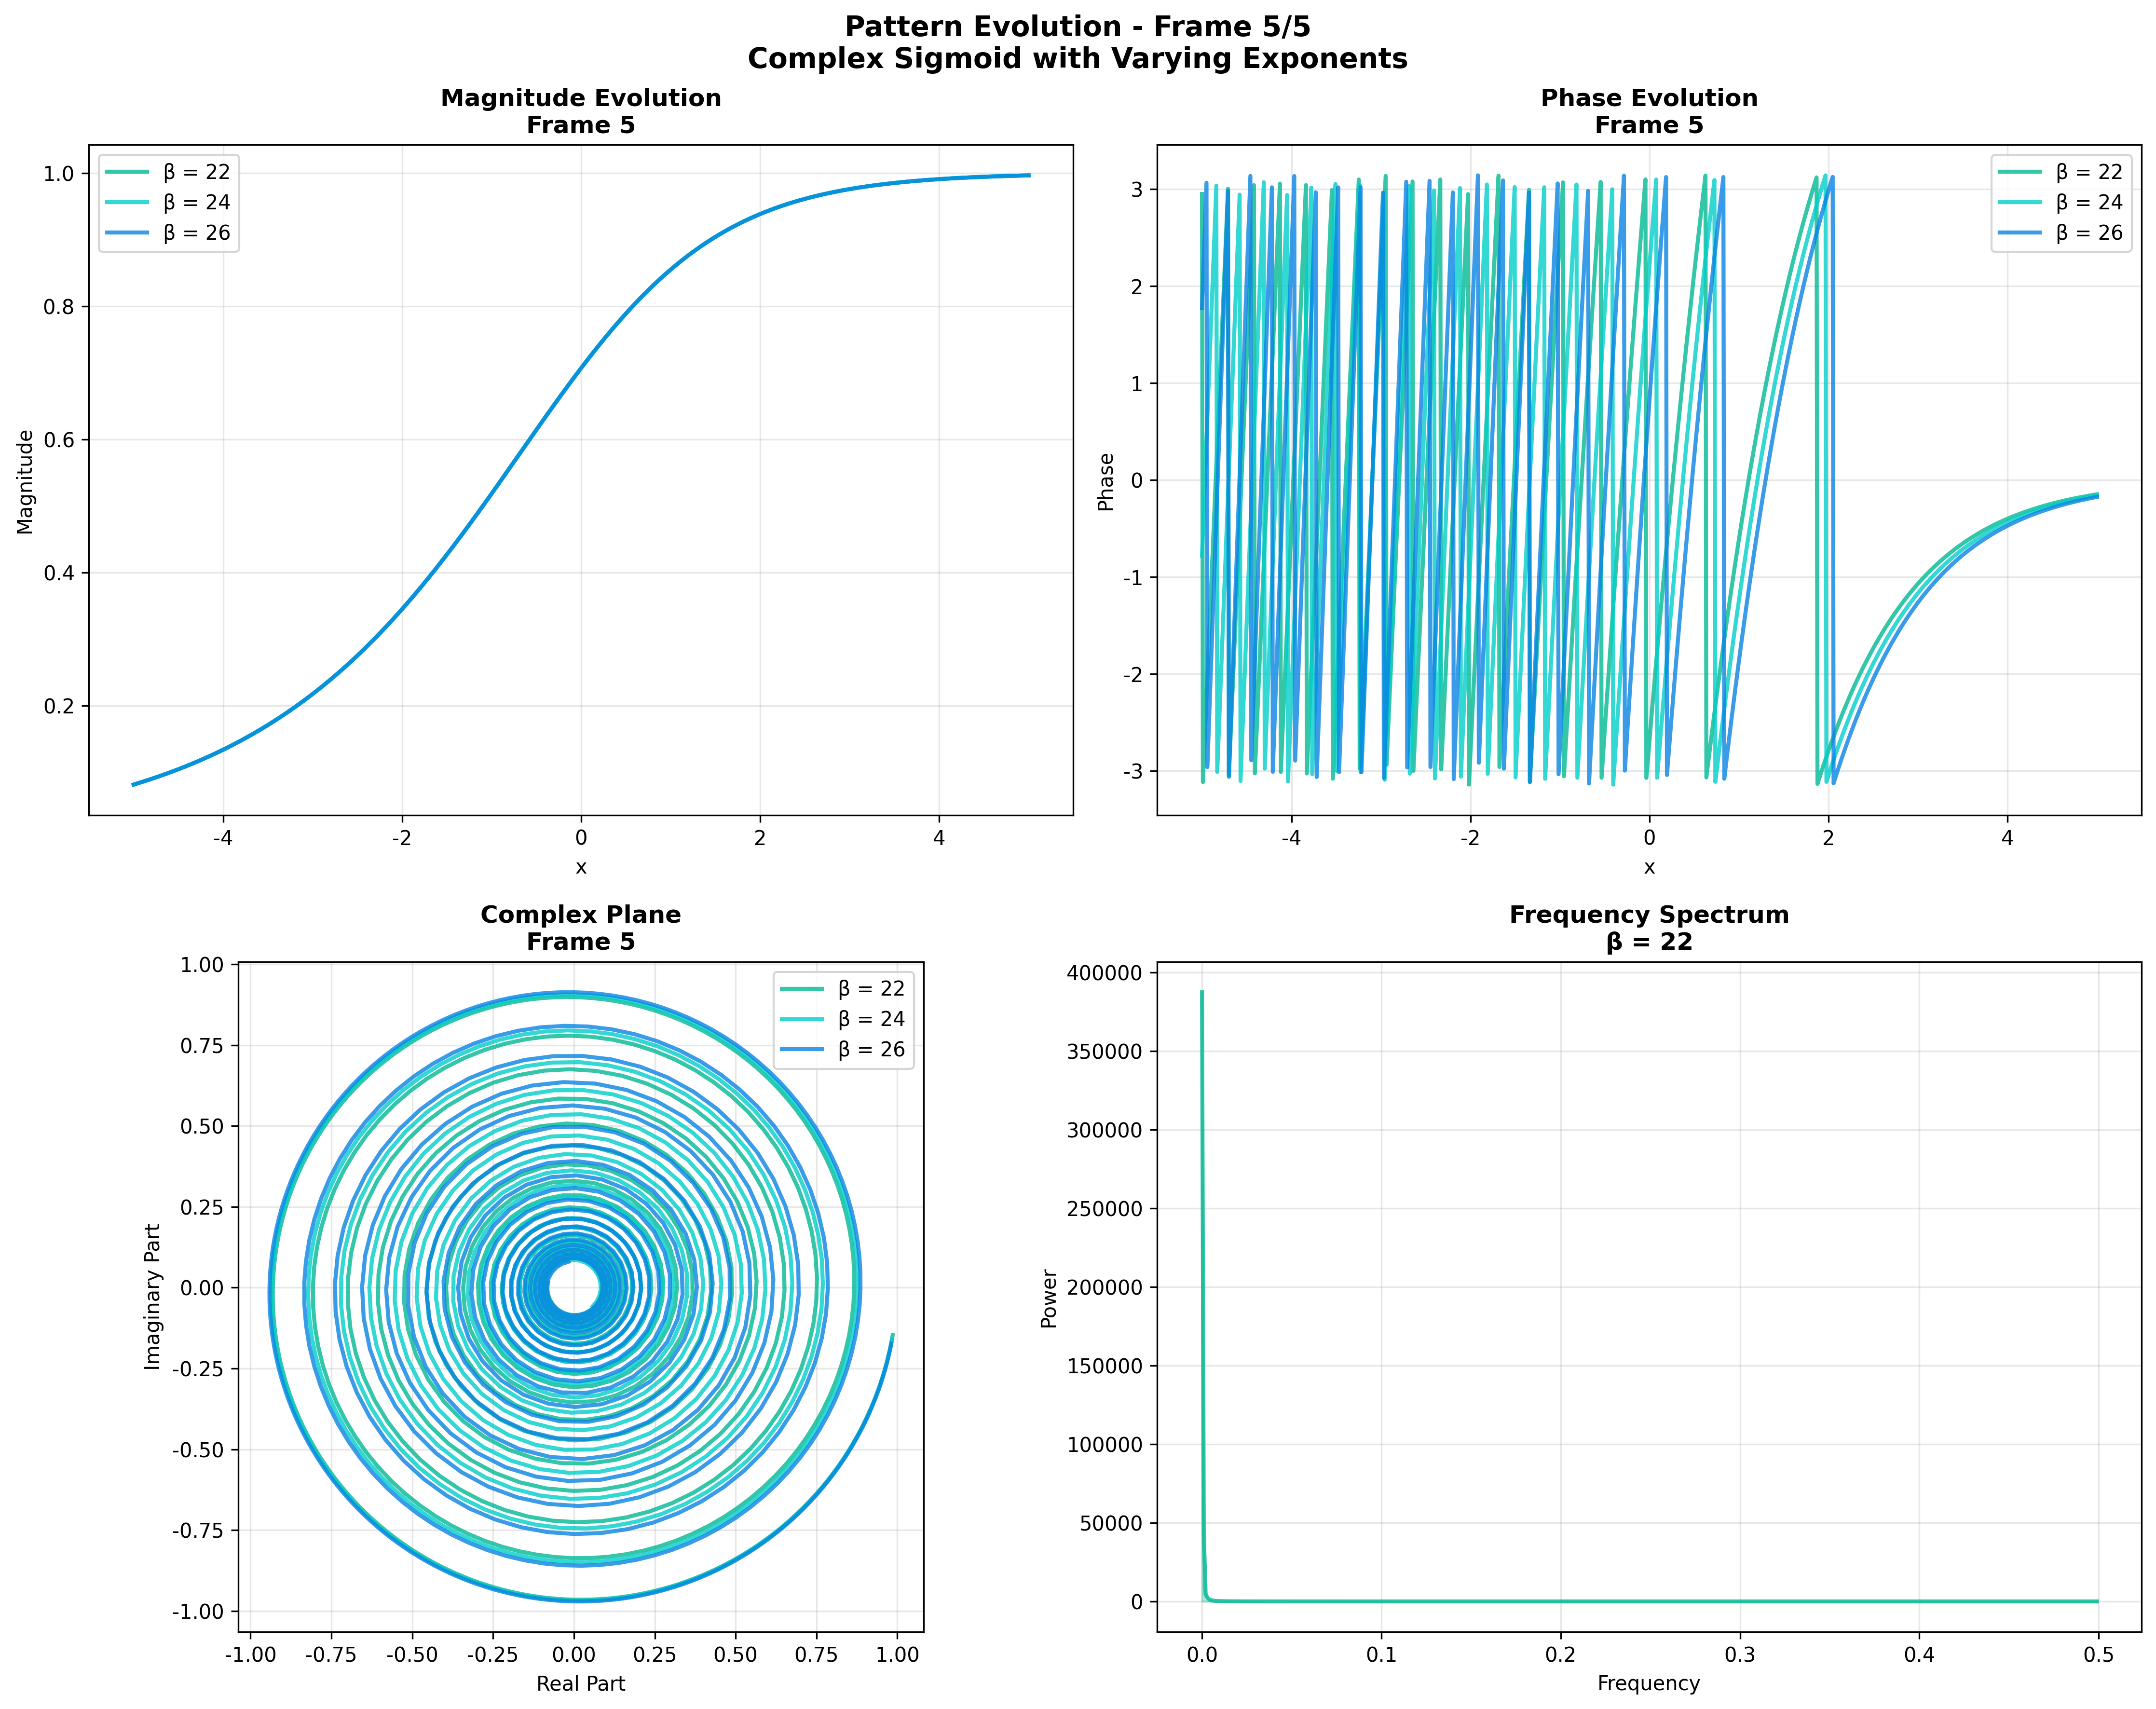 Pattern Evolution - Frame 5/5
Complex Sigmoid with Varying Exponents
Magnitude Evolution
Frame 5
1.0
0.8
0.6
0.4
0.2
Magnitude
-4
-2
0
2
4
x
β = 22
β = 24
β = 26
Phase Evolution
Frame 5
3
2
1
0
-1
-2
-3
Phase
-4
-2
0
2
4
x
β = 22
β = 24
β = 26
Complex Plane
Frame 5
1.00
0.75
0.50
0.25
0.00
-0.25
-0.50
-0.75
-1.00
Imaginary Part
-1.00
-0.75
-0.50
-0.25
0.00
0.25
0.50
0.75
1.00
Real Part
β = 22
β = 24
β = 26
Frequency Spectrum
β = 22
400000
350000
300000
250000
200000
150000
100000
50000
0
Power
0.0
0.1
0.2
0.3
0.4
0.5
Frequency